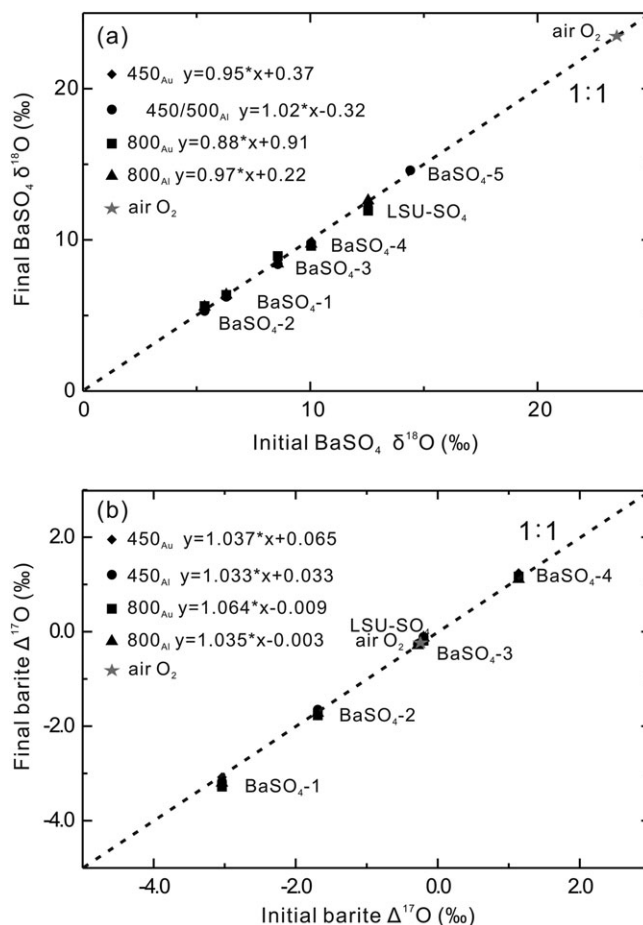 (a)
air O₂
450Au y=0.95*x+0.37
1:1
450/500Al y=1.02*x-0.32
800Au y=0.88*x+0.91
800Al y=0.97*x+0.22
air O₂
BaSO₄-5
LSU-SO₄
BaSO₄-4
BaSO₄-3
BaSO₄-1
BaSO₄-2
20
10
0
Final BaSO₄ δ¹⁸O (‰)
0 10 20
Initial BaSO₄ δ¹⁸O (‰)
(b)
1:1
450Au y=1.037*x+0.065
450Al y=1.033*x+0.033
800Au y=1.064*x-0.009
800Al y=1.035*x-0.003
air O₂
BaSO₄-4
LSU-SO₄
air O₂
BaSO₄-3
BaSO₄-2
BaSO₄-1
2.0
0.0
-2.0
-4.0
Final barite Δ¹⁷O (‰)
-4.0 -2.0 0.0 2.0
Initial barite Δ¹⁷O (‰)